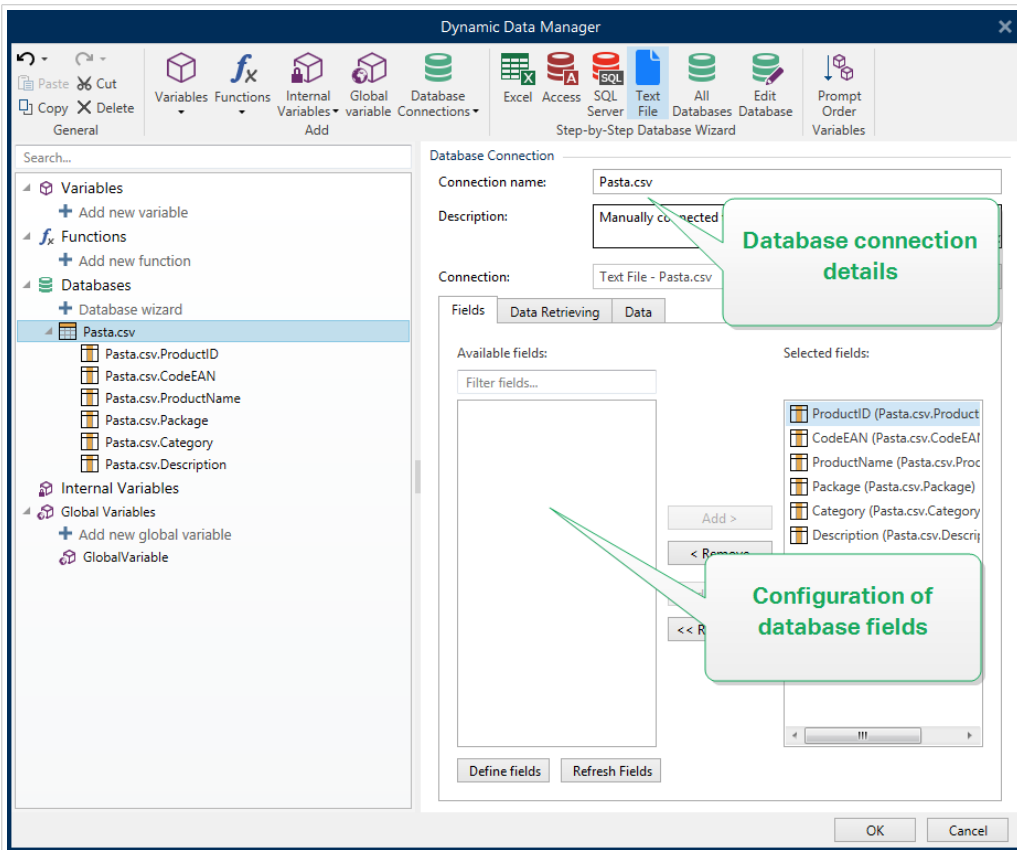 Dynamic Data Manager
Paste Cut
Copy Delete
General
Variables Functions Internal Variables Global variable Database Connections
Add
Excel Access SQL Server Text File All Databases Edit Database
Step-by-Step Database Wizard
Prompt Order
Variables
Search...
Variables
Add new variable
Functions
Add new function
Databases
Database wizard
Pasta.csv
Pasta.csv.ProductID
Pasta.csv.CodeEAN
Pasta.csv.ProductName
Pasta.csv.Package
Pasta.csv.Category
Pasta.csv.Description
Internal Variables
Global Variables
Add new global variable
GlobalVariable
Database Connection
Connection name: Pasta.csv
Description: Manually connected
Connection: Text File - Pasta.csv
Database connection
details
Fields Data Retrieving Data
Available fields:
Filter fields...
Selected fields:
ProductID (Pasta.csv.Product
CodeEAN (Pasta.csv.CodeEAN
ProductName (Pasta.csv.Proc
Package (Pasta.csv.Package)
Category (Pasta.csv.Category
Description (Pasta.csv.Descrip
Add >
< Remove
<< R
Configuration of
database fields
Define fields Refresh Fields
OK Cancel